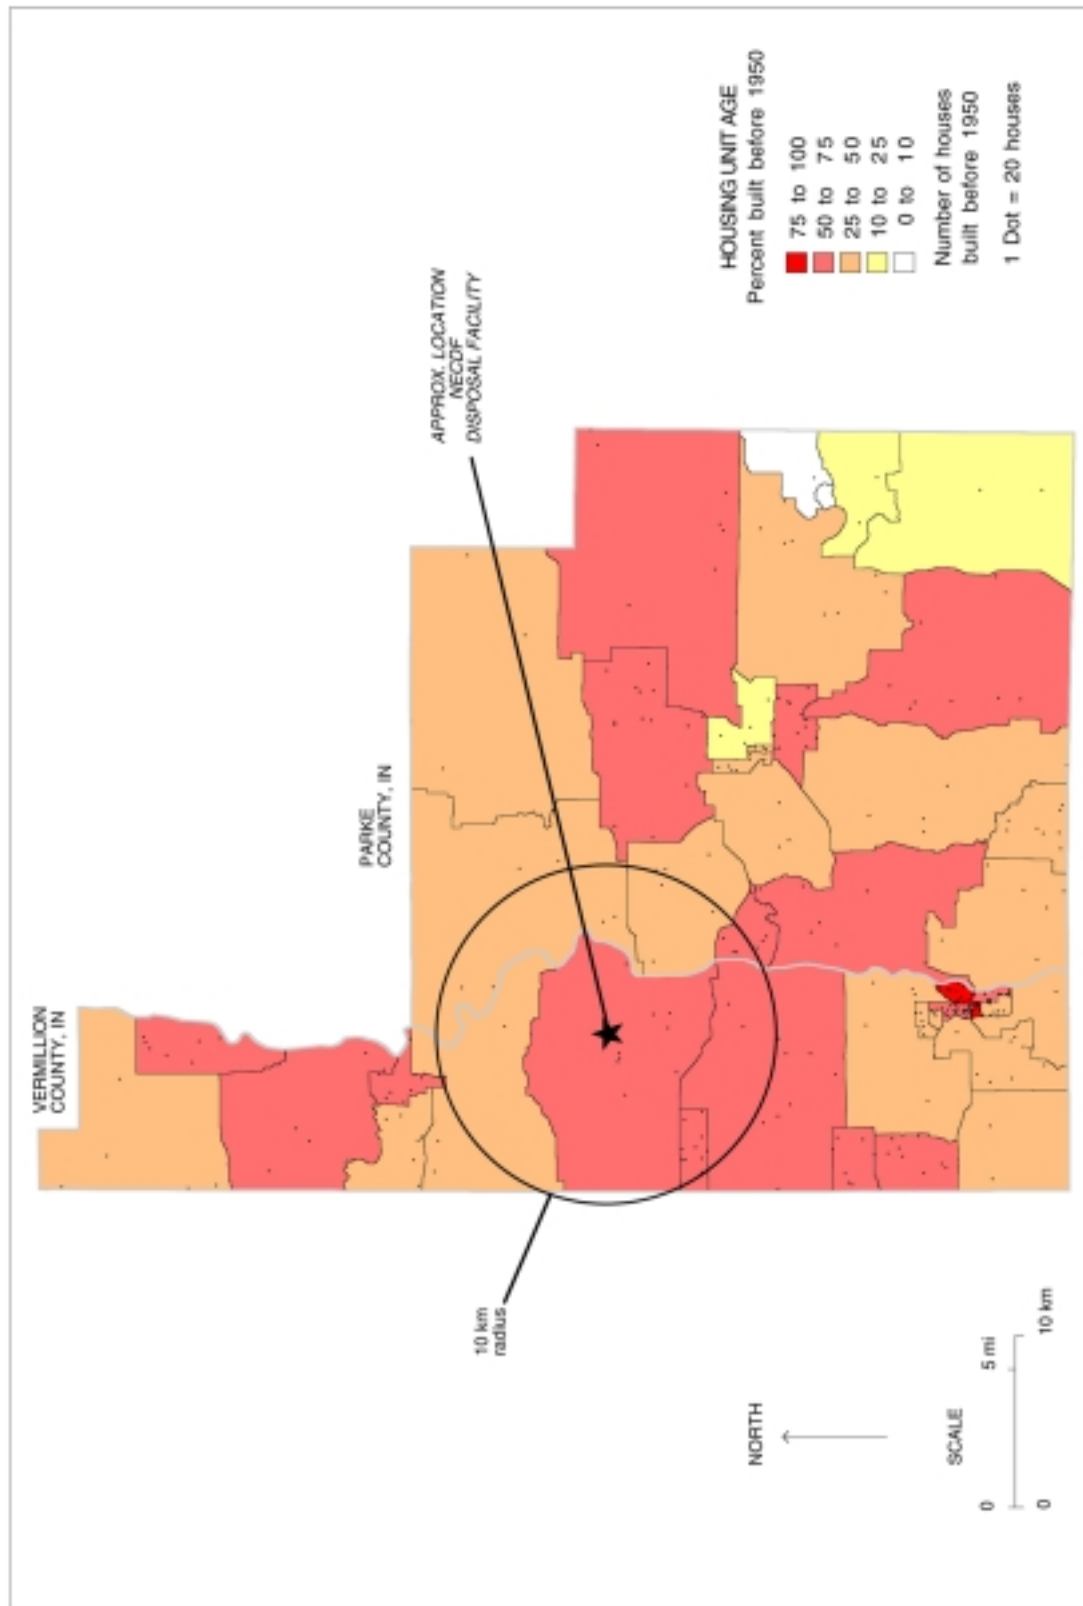 VERMILLION
COUNTY, IN
PARKE
COUNTY, IN
APPROX. LOCATION
NECDF
DISPOSAL FACILITY
10 km
radius
HOUSING UNIT AGE
Percent built before 1950
75 to 100
50 to 75
25 to 50
10 to 25
0 to 10
Number of houses
built before 1950
1 Dot = 20 houses
NORTH
SCALE
0 5 mi
0 10 km